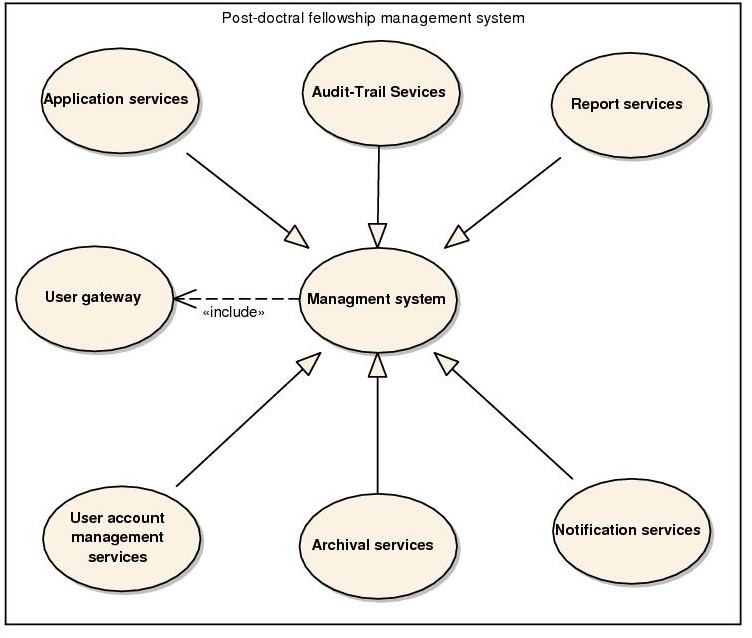 Post-doctral fellowship management system
Application services
Audit-Trail Sevices
Report services
User gateway
«include»
Managment system
User account
management
services
Archival services
Notification services